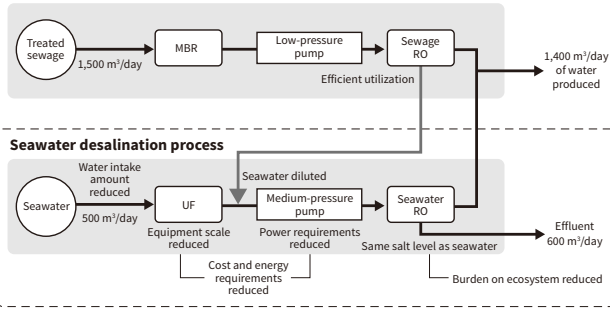 Treated
sewage
1,500 m³/day
MBR
Low-pressure
pump
Sewage
RO
Efficient utilization
1,400 m³/day
of water
produced
Seawater desalination process
Water intake
amount
reduced
Seawater
500 m³/day
UF
Equipment scale
reduced
Seawater diluted
Medium-pressure
pump
Power requirements
reduced
Seawater
RO
Same salt level as seawater
Effluent
600 m³/day
Cost and energy
requirements
reduced
Burden on ecosystem reduced